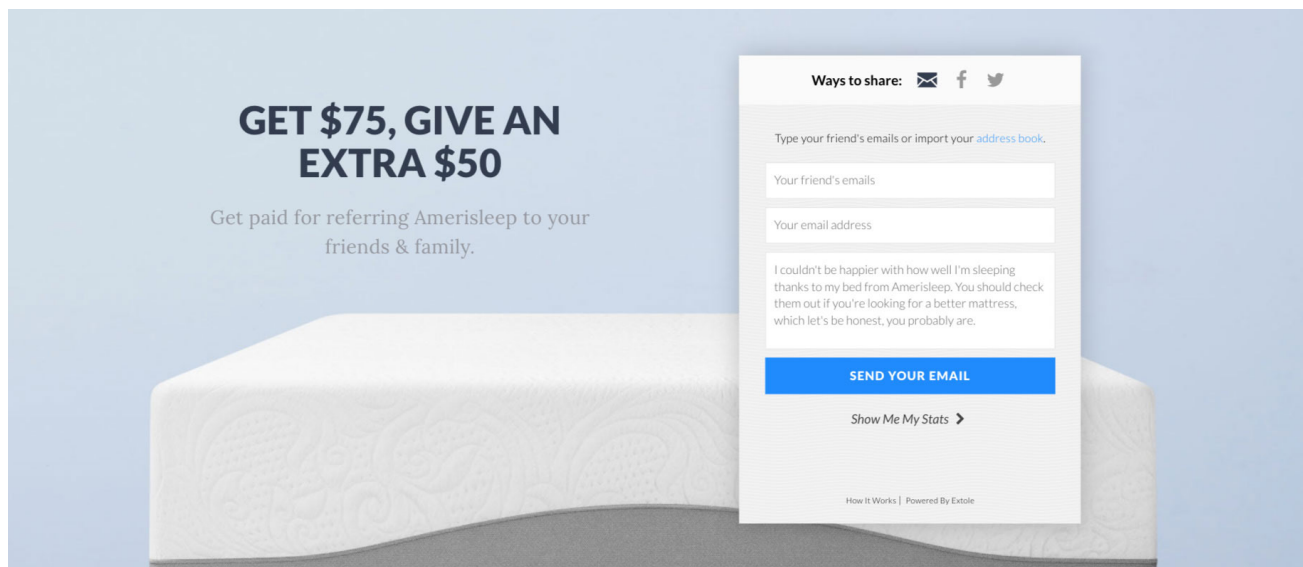 GET $75, GIVE AN
EXTRA $50
Get paid for referring Amerisleep to your
friends & family.
Ways to share:
Type your friend's emails or import your address book.
Your friend's emails
Your email address
I couldn't be happier with how well I'm sleeping
thanks to my bed from Amerisleep. You should check
them out if you're looking for a better mattress,
which let's be honest, you probably are.
SEND YOUR EMAIL
Show Me My Stats
How It Works | Powered By Extole